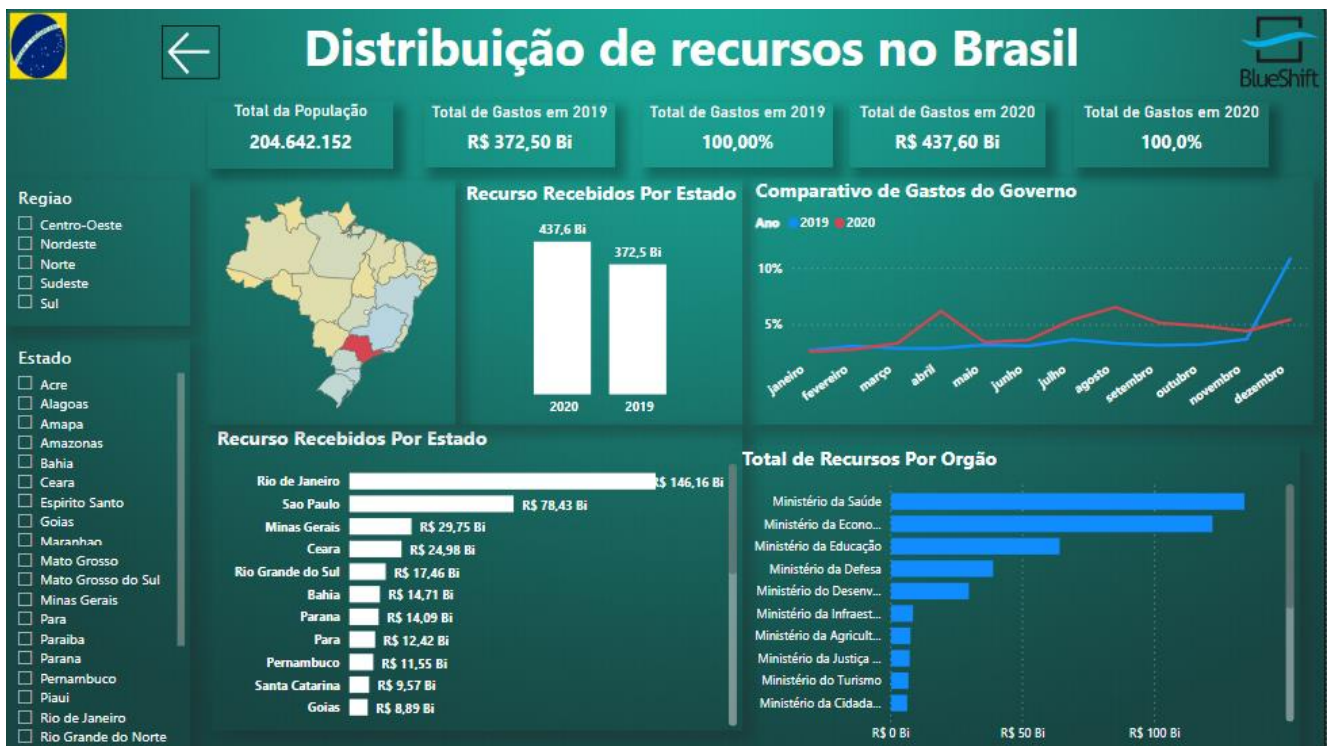 Distribuição de recursos no Brasil
BlueShift
Total da População
204.642.152
Total de Gastos em 2019
R$ 372,50 Bi
Total de Gastos em 2019
100,00%
Total de Gastos em 2020
R$ 437,60 Bi
Total de Gastos em 2020
100,0%
Regiao
Centro-Oeste
Nordeste
Norte
Sudeste
Sul
Estado
Acre
Alagoas
Amapa
Amazonas
Bahia
Ceara
Espirito Santo
Goias
Maranhao
Mato Grosso
Mato Grosso do Sul
Minas Gerais
Para
Paraiba
Parana
Pernambuco
Piaui
Rio de Janeiro
Rio Grande do Norte
Recurso Recebidos Por Estado
437,6 Bi
372,5 Bi
2020 2019
Comparativo de Gastos do Governo
Ano 2019 2020
10%
5%
janeiro fevereiro março abril maio junho julho agosto setembro outubro novembro dezembro
Recurso Recebidos Por Estado
Rio de Janeiro R$ 146,16 Bi
Sao Paulo R$ 78,43 Bi
Minas Gerais R$ 29,75 Bi
Ceara R$ 24,98 Bi
Rio Grande do Sul R$ 17,46 Bi
Bahia R$ 14,71 Bi
Parana R$ 14,09 Bi
Para R$ 12,42 Bi
Pernambuco R$ 11,55 Bi
Santa Catarina R$ 9,57 Bi
Goias R$ 8,89 Bi
Total de Recursos Por Orgão
Ministério da Saúde
Ministério da Econo...
Ministério da Educação
Ministério da Defesa
Ministério do Desenv...
Ministério da Infraest...
Ministério da Agricult...
Ministério da Justiça ...
Ministério do Turismo
Ministério da Cidada...
R$ 0 Bi R$ 50 Bi R$ 100 Bi